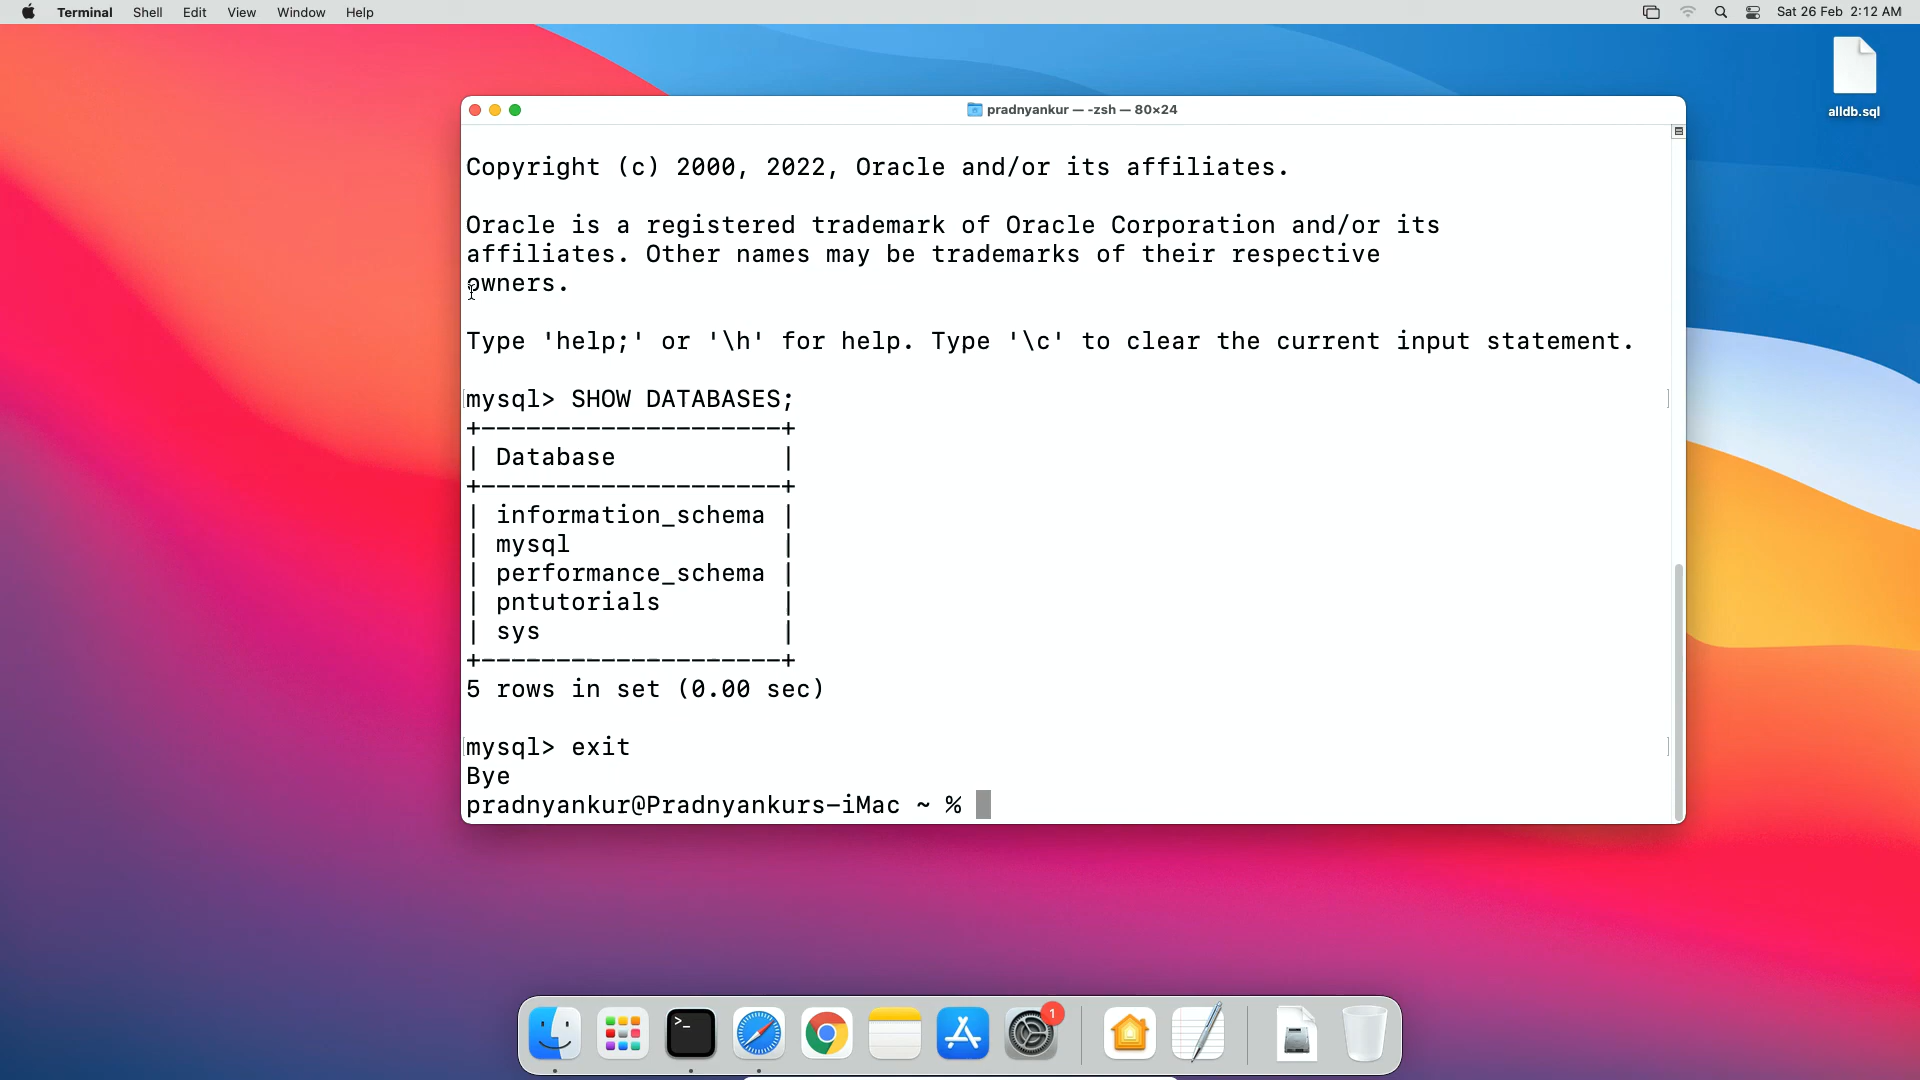 Terminal Shell Edit View Window Help Sat 26 Feb 2:12 AM
alldb.sql
pradnyankur — -zsh — 80×24
Copyright (c) 2000, 2022, Oracle and/or its affiliates.
Oracle is a registered trademark of Oracle Corporation and/or its
affiliates. Other names may be trademarks of their respective
owners.
Type 'help;' or '\h' for help. Type '\c' to clear the current input statement.
mysql> SHOW DATABASES;
+--------------------+
| Database           |
+--------------------+
| information_schema |
| mysql              |
| performance_schema |
| pntutorials        |
| sys                |
+--------------------+
5 rows in set (0.00 sec)
mysql> exit
Bye
pradnyankur@Pradnyankurs-iMac ~ %
>_
1